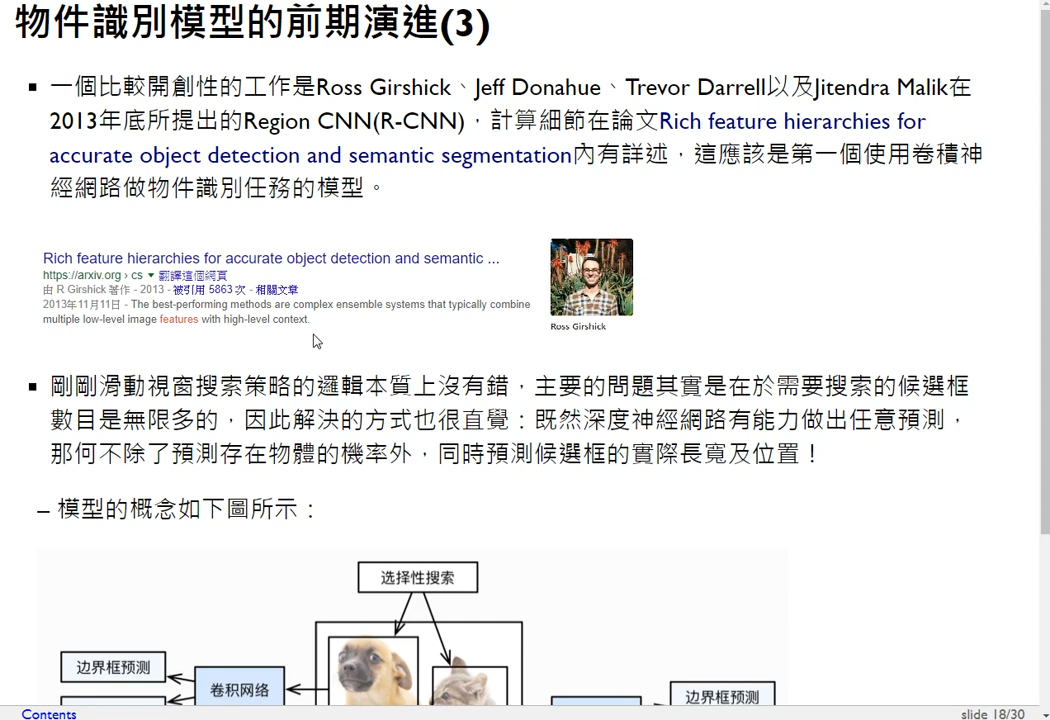 物件識別模型的前期演進(3)
▪ 一個比較開創性的工作是Ross Girshick、Jeff Donahue、Trevor Darrell以及Jitendra Malik在
2013年底所提出的Region CNN(R-CNN)，計算細節在論文Rich feature hierarchies for
accurate object detection and semantic segmentation內有詳述，這應該是第一個使用卷積神
經網路做物件識別任務的模型。
Rich feature hierarchies for accurate object detection and semantic ...
https://arxiv.org › cs ▼ 翻譯這個網頁
由 R Girshick 著作 - 2013 - 被引用 5863 次 - 相關文章
2013年11月11日 - The best-performing methods are complex ensemble systems that typically combine
multiple low-level image features with high-level context.
Ross Girshick
▪ 剛剛滑動視窗搜索策略的邏輯本質上沒有錯，主要的問題其實是在於需要搜索的候選框
數目是無限多的，因此解決的方式也很直覺：既然深度神經網路有能力做出任意預測，
那何不除了預測存在物體的機率外，同時預測候選框的實際長寬及位置！
– 模型的概念如下圖所示：
选择性搜索
边界框预测
卷积网络
边界框预测
Contents
slide 18/30